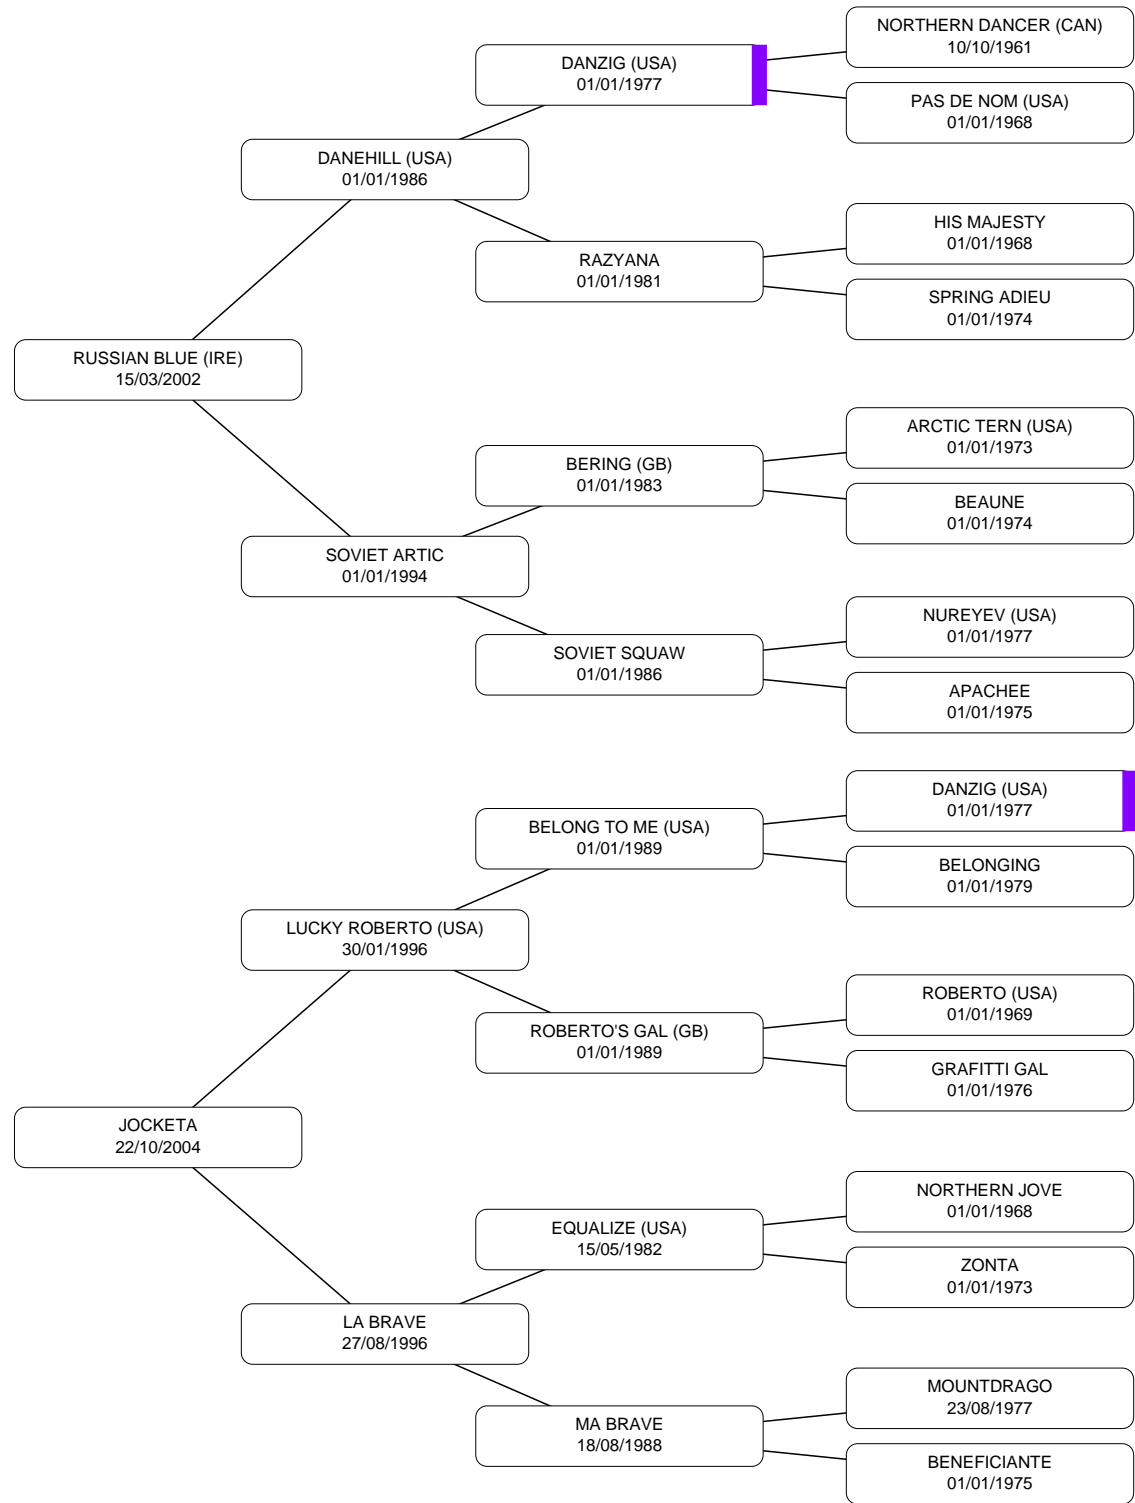 NORTHERN DANCER (CAN)
10/10/1961
DANZIG (USA)
01/01/1977
PAS DE NOM (USA)
01/01/1968
DANEHILL (USA)
01/01/1986
HIS MAJESTY
01/01/1968
RAZYANA
01/01/1981
SPRING ADIEU
01/01/1974
RUSSIAN BLUE (IRE)
15/03/2002
ARCTIC TERN (USA)
01/01/1973
BERING (GB)
01/01/1983
BEAUNE
01/01/1974
SOVIET ARTIC
01/01/1994
NUREYEV (USA)
01/01/1977
SOVIET SQUAW
01/01/1986
APACHEE
01/01/1975
DANZIG (USA)
01/01/1977
BELONG TO ME (USA)
01/01/1989
BELONGING
01/01/1979
LUCKY ROBERTO (USA)
30/01/1996
ROBERTO (USA)
01/01/1969
ROBERTO'S GAL (GB)
01/01/1989
GRAFITTI GAL
01/01/1976
JOCKETA
22/10/2004
NORTHERN JOVE
01/01/1968
EQUALIZE (USA)
15/05/1982
ZONTA
01/01/1973
LA BRAVE
27/08/1996
MOUNTDRAGO
23/08/1977
MA BRAVE
18/08/1988
BENEFICIANTE
01/01/1975